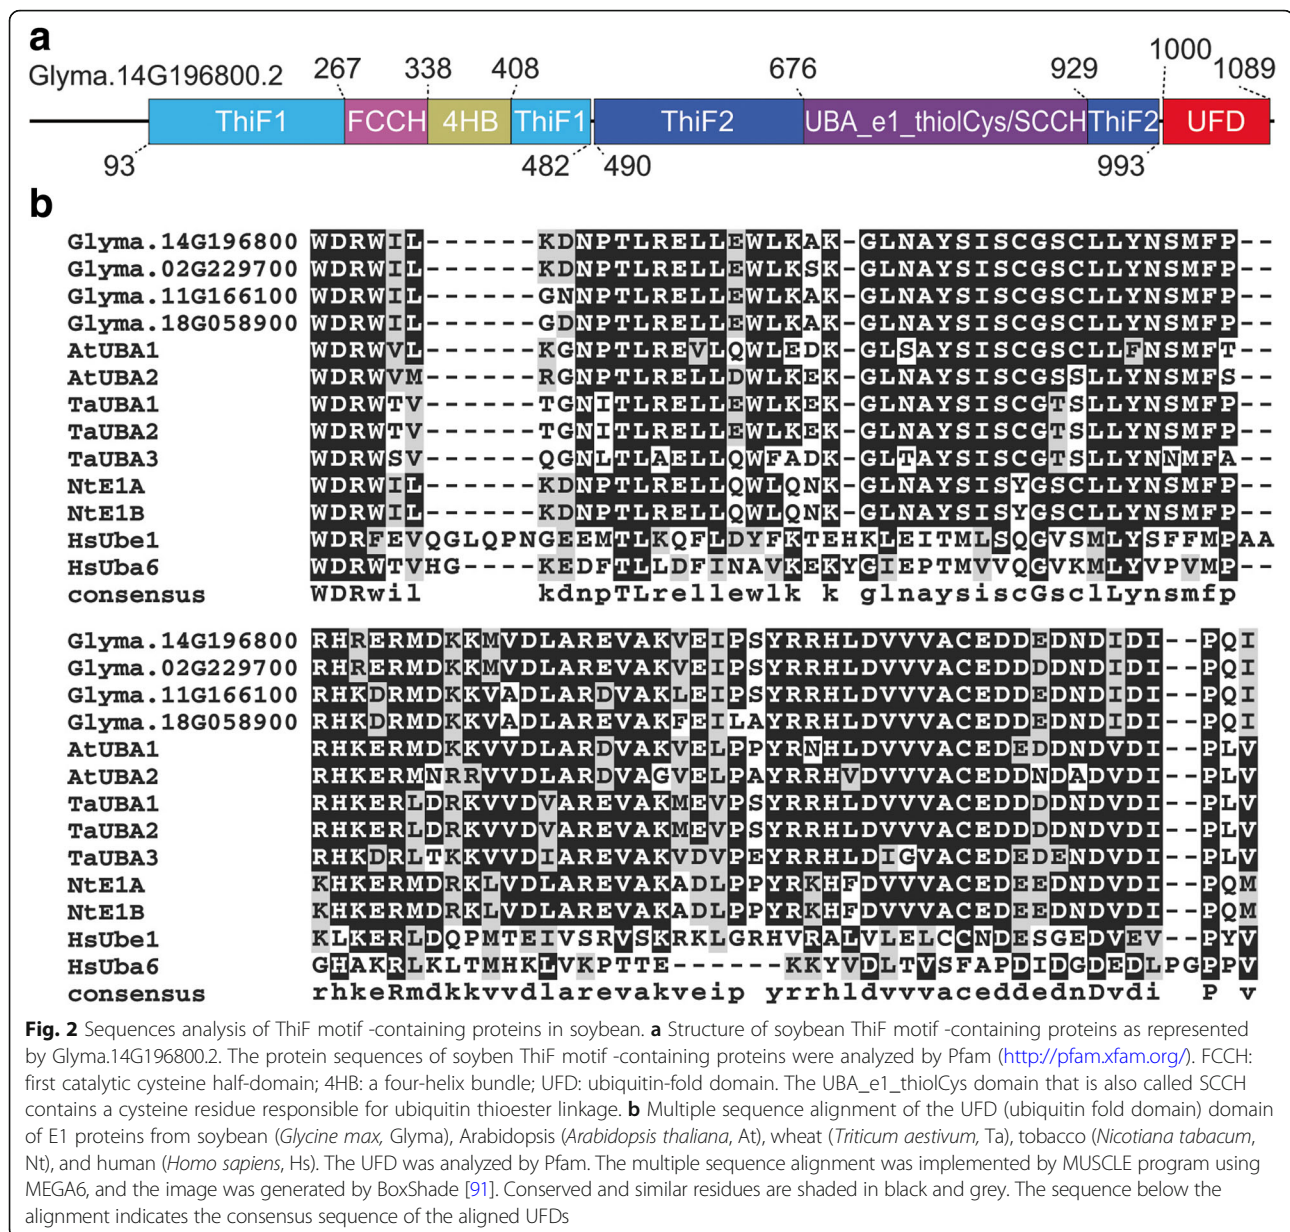 a
Glyma.14G196800.2 267 338 408 676 929 1000 1089
ThiF1 FCCH 4HB ThiF1 ThiF2 UBA_e1_thiolCys/SCCH ThiF2 UFD
93 482 490 993
b
Glyma.14G196800 WDRWIL------KDNPTLRELLEWLKAK-GLNAYSISCGSCLLYNSMFP--
Glyma.02G229700 WDRWIL------KDNPTLRELLEWLKSK-GLNAYSISCGSCLLYNSMFP--
Glyma.11G166100 WDRWIL------GNNPTLRELLEWLKAK-GLNAYSISCGSCLLYNSMFP--
Glyma.18G058900 WDRWIL------GDNPTLRELLEWLKAK-GLNAYSISCGSCLLYNSMFP--
AtUBA1 WDRWVL------KGNPTLREVLQWLEDK-GLSAYSISCGSCLLFNSMFT--
AtUBA2 WDRWVM------RGNPTLRELLDWLKEK-GLNAYSISCGSSLLYNSMFS--
TaUBA1 WDRWTV------TGNITLRELLEWLKEK-GLNAYSISCGTSLLYNSMFP--
TaUBA2 WDRWTV------TGNITLRELLEWLKEK-GLNAYSISCGTSLLYNSMFP--
TaUBA3 WDRWSV------QGNLTLAELLQWFADK-GLTAYSISCGTSLLYNNMFA--
NtE1A WDRWIL------KDNPTLRELLQWLQNK-GLNAYSISYGSCLLYNSMFP--
NtE1B WDRWIL------KDNPTLRELLQWLQNK-GLNAYSISYGSCLLYNSMFP--
HsUbe1 WDRFEVQGLQPNGEEMTLKQFLDYFKTEHKLEITMLSQGVSMLYSFFMPAA
HsUba6 WDRWTVHG----KEDFTLLDFINAVKEKYGIEPTMVVQGVKMLYVPVMP--
consensus WDRwil kdnpTLrellewlk k glnaysiscGsclLynsmfp
Glyma.14G196800 RHRERMDKKMVDLAREVAKVEIPSYRRHLDVVVACEDDEDNDIDI--PQI
Glyma.02G229700 RHRERMDKKMVDLAREVAKVEIPSYRRHLDVVVACEDDDDNDIDI--PQI
Glyma.11G166100 RHKDRMDKKVADLARDVAKLEIPSYRRHLDVVVACEDDEDNDIDI--PQI
Glyma.18G058900 RHKDRMDKKVADLAREVAKFEILAYRRHLDVVVACEDDEDNDIDI--PQI
AtUBA1 RHKERMDKKVVDLARDVAKVELPPYRNHLDVVVACEDEDDNDVDI--PLV
AtUBA2 RHKERMNRRVVDLARDVAGVELPAYRRHVDVVVACEDDNDADVDI--PLV
TaUBA1 RHKERLDRKVVDVAREVAKMEVPSYRRHLDVVVACEDDDDNDVDI--PLV
TaUBA2 RHKERLDRKVVDVAREVAKMEVPSYRRHLDVVVACEDDDDNDVDI--PLV
TaUBA3 RHKDRLTKKVVDIAREVAKVDVPEYRRHLDIGVACEDEDENDVDI--PLV
NtE1A KHKERMDRKLVDLAREVAKADLPPYRKHFDVVVACEDEEDNDVDI--PQM
NtE1B KHKERMDRKLVDLAREVAKADLPPYRKHFDVVVACEDEEDNDVDI--PQM
HsUbe1 KLKERLDQPMTEIVSRVSKRKLGRHVRALVLELCCNDESGEDVEV--PYV
HsUba6 GHAKRLKLTMHKLVKPTTE------KKYVDLTVSFAPDIDGDEDLPGPPV
consensus rhkeRmdkkvvdlarevakveip yrrhldvvvaceddednDvdi P v
Fig. 2 Sequences analysis of ThiF motif -containing proteins in soybean. a Structure of soybean ThiF motif -containing proteins as represented
by Glyma.14G196800.2. The protein sequences of soyben ThiF motif -containing proteins were analyzed by Pfam (http://pfam.xfam.org/). FCCH:
first catalytic cysteine half-domain; 4HB: a four-helix bundle; UFD: ubiquitin-fold domain. The UBA_e1_thiolCys domain that is also called SCCH
contains a cysteine residue responsible for ubiquitin thioester linkage. b Multiple sequence alignment of the UFD (ubiquitin fold domain) domain
of E1 proteins from soybean (Glycine max, Glyma), Arabidopsis (Arabidopsis thaliana, At), wheat (Triticum aestivum, Ta), tobacco (Nicotiana tabacum,
Nt), and human (Homo sapiens, Hs). The UFD was analyzed by Pfam. The multiple sequence alignment was implemented by MUSCLE program using
MEGA6, and the image was generated by BoxShade [91]. Conserved and similar residues are shaded in black and grey. The sequence below the
alignment indicates the consensus sequence of the aligned UFDs